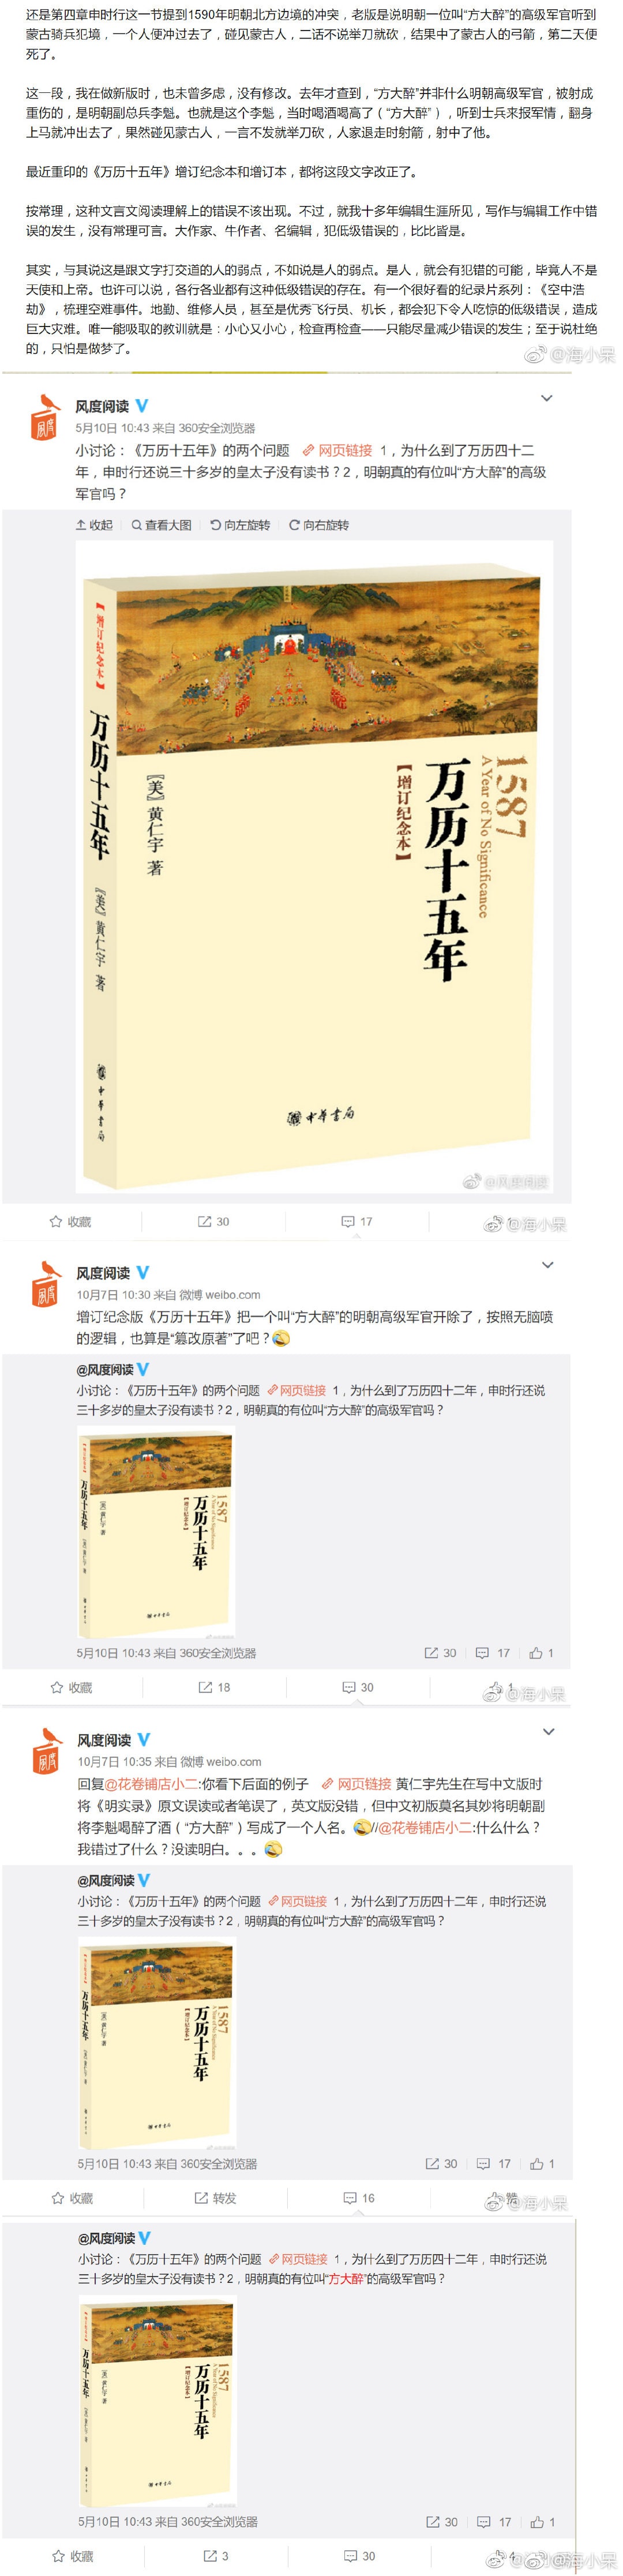 还是第四章申时行这一节提到1590年明朝北方边境的冲突，老版是说明朝一位叫“方大醉”的高级军官听到
蒙古骑兵犯境，一个人便冲过去了，碰见蒙古人，二话不说举刀就砍，结果中了蒙古人的弓箭，第二天便
死了。
这一段，我在做新版时，也未曾多虑，没有修改。去年才查到，“方大醉”并非什么明朝高级军官，被射成
重伤的，是明朝副总兵李魁。也就是这个李魁，当时喝酒喝高了（“方大醉”），听到士兵来报军情，翻身
上马就冲出去了，果然碰见蒙古人，一言不发就举刀砍，人家退走时射箭，射中了他。
最近重印的《万历十五年》增订纪念本和增订本，都将这段文字改正了。
按常理，这种文言文阅读理解上的错误不该出现。不过，就我十多年编辑生涯所见，写作与编辑工作中错
误的发生，没有常理可言。大作家、牛作者、名编辑，犯低级错误的，比比皆是。
其实，与其说这是跟文字打交道的人的弱点，不如说是人的弱点。是人，就会有犯错的可能，毕竟人不是
天使和上帝。也许可以说，各行各业都有这种低级错误的存在。有一个很好看的纪录片系列：《空中浩
劫》，梳理空难事件。地勤、维修人员，甚至是优秀飞行员、机长，都会犯下令人吃惊的低级错误，造成
巨大灾难。唯一能吸取的教训就是：小心又小心，检查再检查——只能尽量减少错误的发生；至于说杜绝
的，只怕是做梦了。
@海小呆
风度
风度阅读
5月10日 10:43 来自 360安全浏览器
小讨论：《万历十五年》的两个问题 网页链接 1，为什么到了万历四十二
年，申时行还说三十多岁的皇太子没有读书？2，明朝真的有位叫“方大醉”的高级
军官吗？
收起 查看大图 向左旋转 向右旋转
【增订纪念本】
万历十五年
『美』黄仁宇 著
中华书局
1587
A Year of No Significance
万历十五年
【增订纪念本】
『美』黄仁宇 著
中华书局
@风度阅读
收藏 30 17
@海小呆
风度
风度阅读
10月7日 10:30 来自 微博 weibo.com
增订纪念版《万历十五年》把一个叫“方大醉”的明朝高级军官开除了，按照无脑喷
的逻辑，也算是“篡改原著”了吧？
@风度阅读
小讨论：《万历十五年》的两个问题 网页链接 1，为什么到了万历四十二年，申时行还说
三十多岁的皇太子没有读书？2，明朝真的有位叫“方大醉”的高级军官吗？
万历十五年
1587
万历十五年
中华书局
5月10日 10:43 来自 360安全浏览器 30 17 1
收藏 18 30 1
@海小呆
风度
风度阅读
10月7日 10:35 来自 微博 weibo.com
回复@花卷铺店小二:你看下后面的例子 网页链接 黄仁宇先生在写中文版时
将《明实录》原文误读或者笔误了，英文版没错，但中文初版莫名其妙将明朝副
将李魁喝醉了酒（“方大醉”）写成了一个人名。//@花卷铺店小二:什么什么？
我错过了什么？没读明白。。。
@风度阅读
小讨论：《万历十五年》的两个问题 网页链接 1，为什么到了万历四十二年，申时行还说
三十多岁的皇太子没有读书？2，明朝真的有位叫“方大醉”的高级军官吗？
万历十五年
1587
万历十五年
中华书局
5月10日 10:43 来自 360安全浏览器 30 17 1
收藏 转发 16 赞
@海小呆
@风度阅读
小讨论：《万历十五年》的两个问题 网页链接 1，为什么到了万历四十二年，申时行还说
三十多岁的皇太子没有读书？2，明朝真的有位叫“方大醉”的高级军官吗？
万历十五年
1587
万历十五年
中华书局
5月10日 10:43 来自 360安全浏览器 30 17 1
收藏 3 30 4
@海小呆